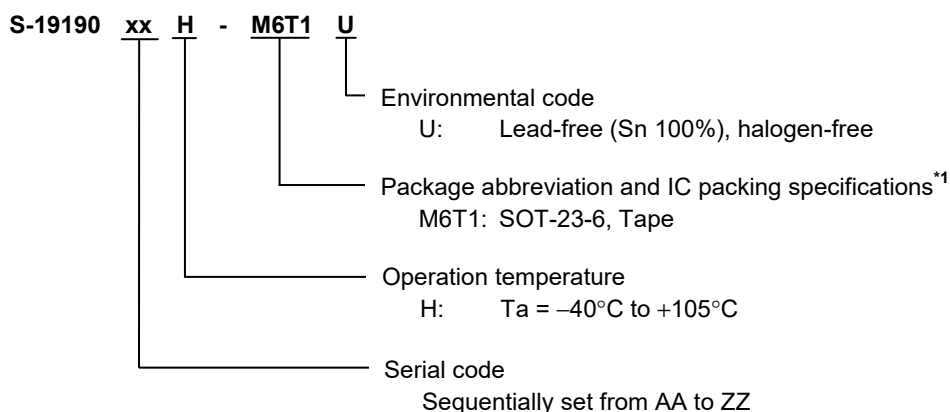 S-19190 xx H - M6T1 U
Environmental code
U: Lead-free (Sn 100%), halogen-free
Package abbreviation and IC packing specifications*1
M6T1: SOT-23-6, Tape
Operation temperature
H: Ta = −40°C to +105°C
Serial code
Sequentially set from AA to ZZ